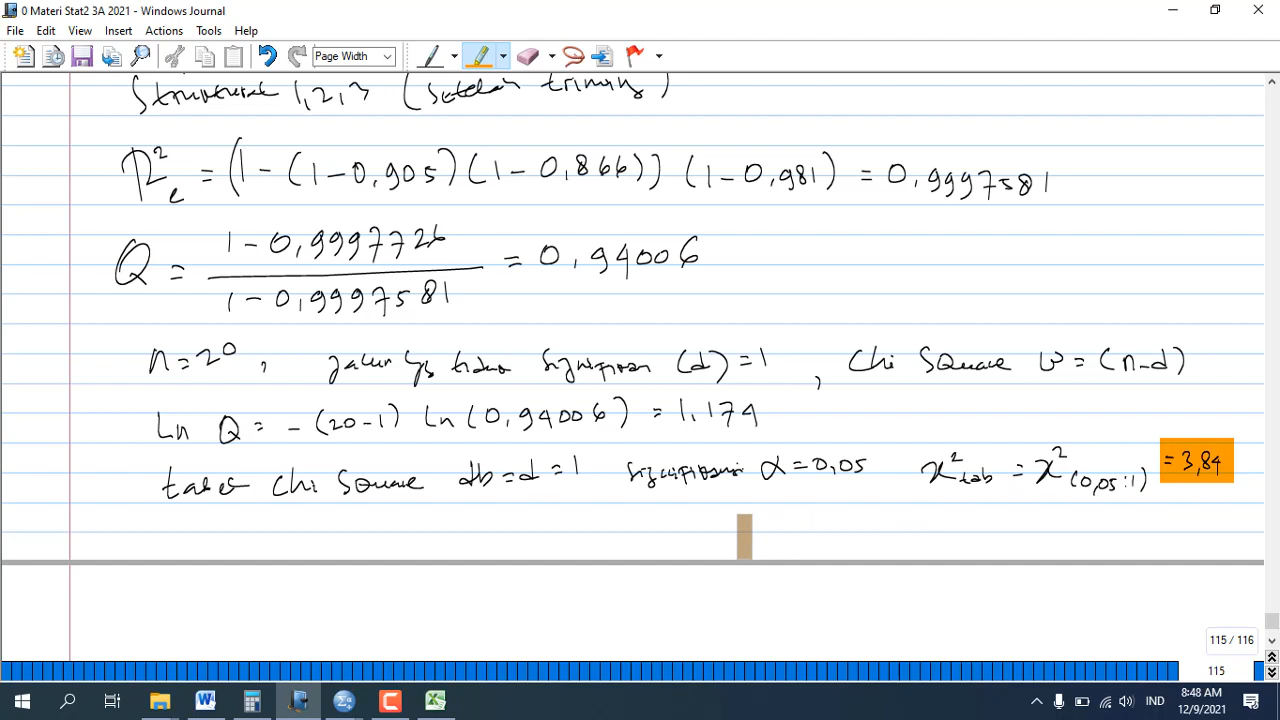 0 Materi Stat2 3A 2021 - Windows Journal
File Edit View Insert Actions Tools Help
Page Width
Struktural 1,2,3 (Setelah triming)
R²e = (1-(1-0,905)(1-0,866)) (1-0,981) = 0,9997581
Q = 1-0,9997726 / 1-0,9997581 = 0,94006
n=20, jalur yg tidak signifikan (d)=1, Chi Square W=(n-d)
Ln Q = -(20-1) Ln(0,94006) = 1,174
tabel Chi Square db=d=1 signifikansi α=0,05 x²tab = x²(0,05:1) = 3,84
115 / 116
115
IND
8:48 AM
12/9/2021